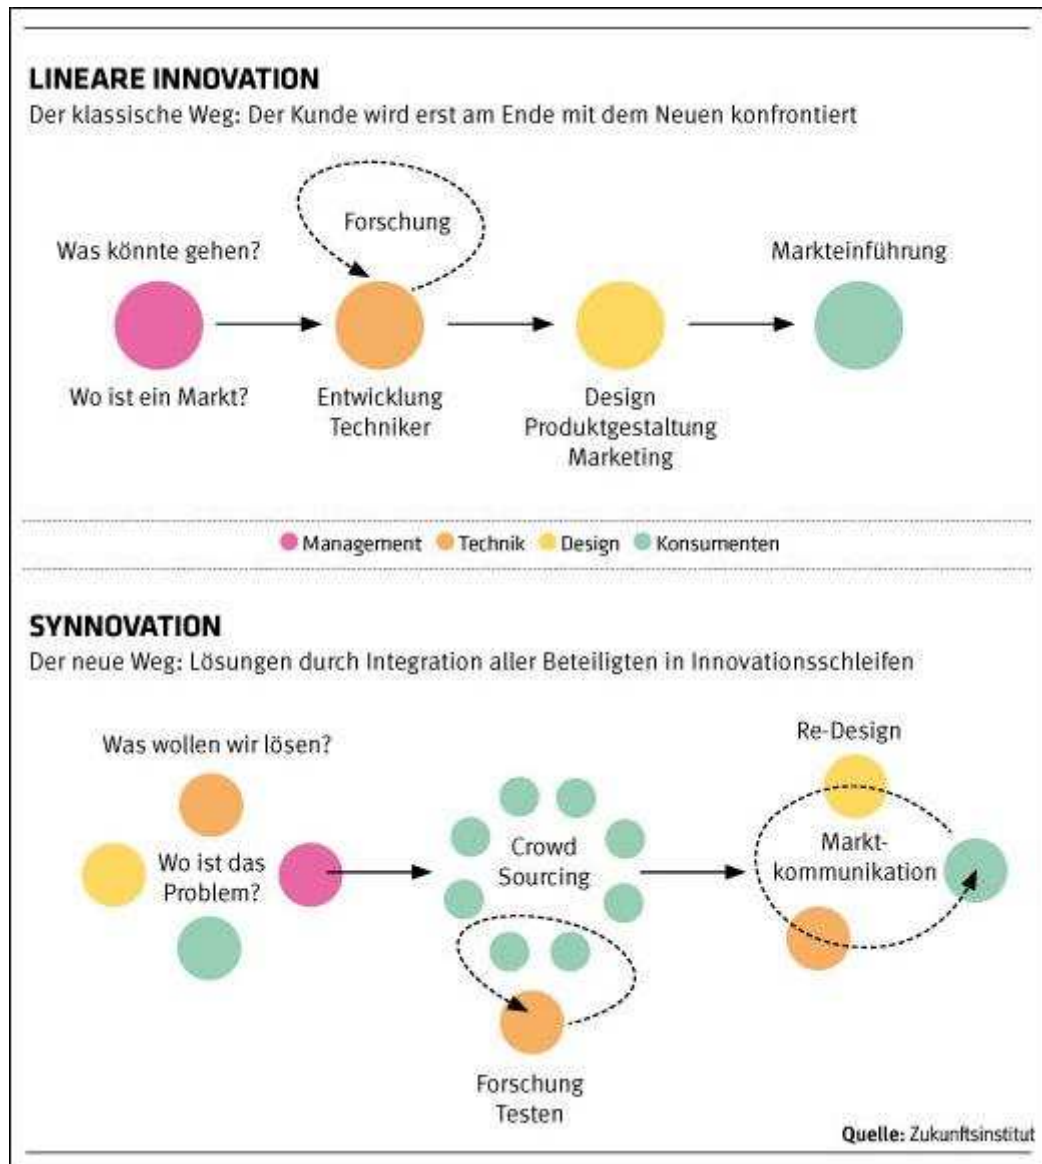 LINEARE INNOVATION
Der klassische Weg: Der Kunde wird erst am Ende mit dem Neuen konfrontiert
Forschung
Was könnte gehen?
Markteinführung
Wo ist ein Markt?
Entwicklung
Techniker
Design
Produktgestaltung
Marketing
Management Technik Design Konsumenten
SYNNOVATION
Der neue Weg: Lösungen durch Integration aller Beteiligten in Innovationsschleifen
Was wollen wir lösen?
Wo ist das
Problem?
Crowd
Sourcing
Forschung
Testen
Re-Design
Markt-
kommunikation
Quelle: Zukunftsinstitut